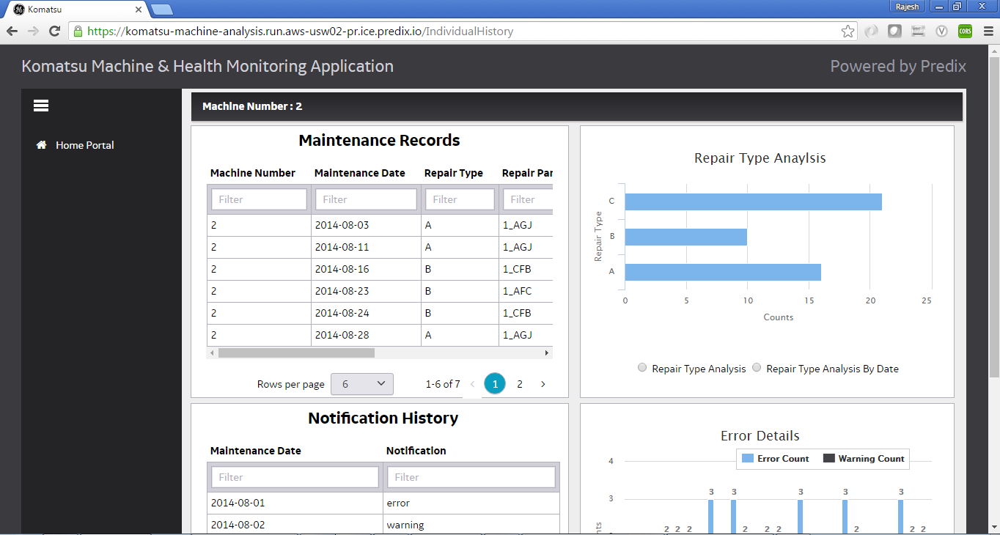 Komatsu
Rajesh
https://komatsu-machine-analysis.run.aws-usw02-pr.ice.predix.io/IndividualHistory
CORS
Komatsu Machine & Health Monitoring Application
Powered by Predix
Home Portal
Machine Number : 2
Maintenance Records
Machine Number Maintenance Date Repair Type Repair Par
Filter Filter Filter Filter
2 2014-08-03 A 1_AGJ
2 2014-08-11 A 1_AGJ
2 2014-08-16 B 1_CFB
2 2014-08-23 B 1_AFC
2 2014-08-24 B 1_CFB
2 2014-08-28 A 1_AGJ
Rows per page 6 1-6 of 7 1 2
Repair Type Anaylsis
Repair Type
C
B
A
0 5 10 15 20 25
Counts
Repair Type Analysis Repair Type Analysis By Date
Notification History
Maintenance Date Notification
Filter Filter
2014-08-01 error
2014-08-02 warning
Error Details
Error Count Warning Count
4
3
3 3 3 3 3
2 2 2 2 2 2 2 2 2